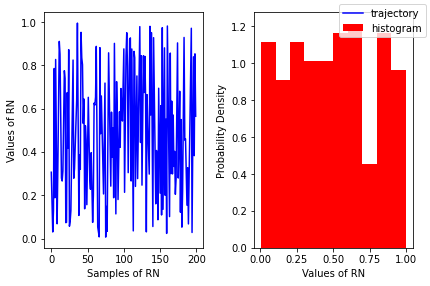 trajectory
histogram
Values of RN
1.0
0.8
0.6
0.4
0.2
0.0
0 50 100 150 200
Samples of RN
Probability Density
1.2
1.0
0.8
0.6
0.4
0.2
0.0
0.00 0.25 0.50 0.75 1.00
Values of RN